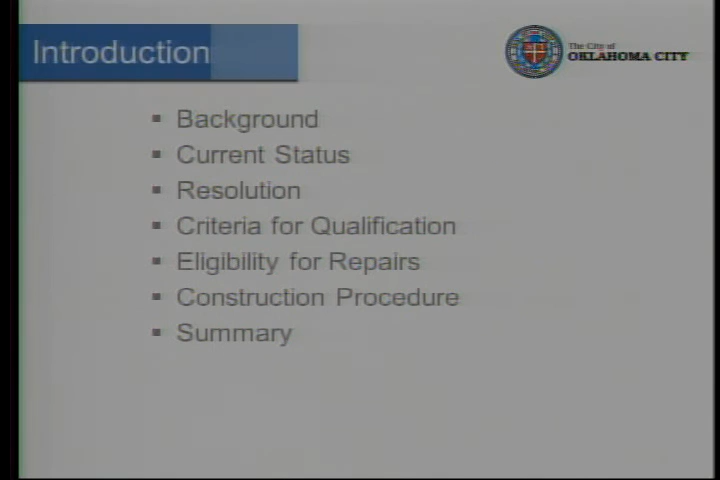 Introduction
The City of
OKLAHOMA CITY
Background
Current Status
Resolution
Criteria for Qualification
Eligibility for Repairs
Construction Procedure
Summary